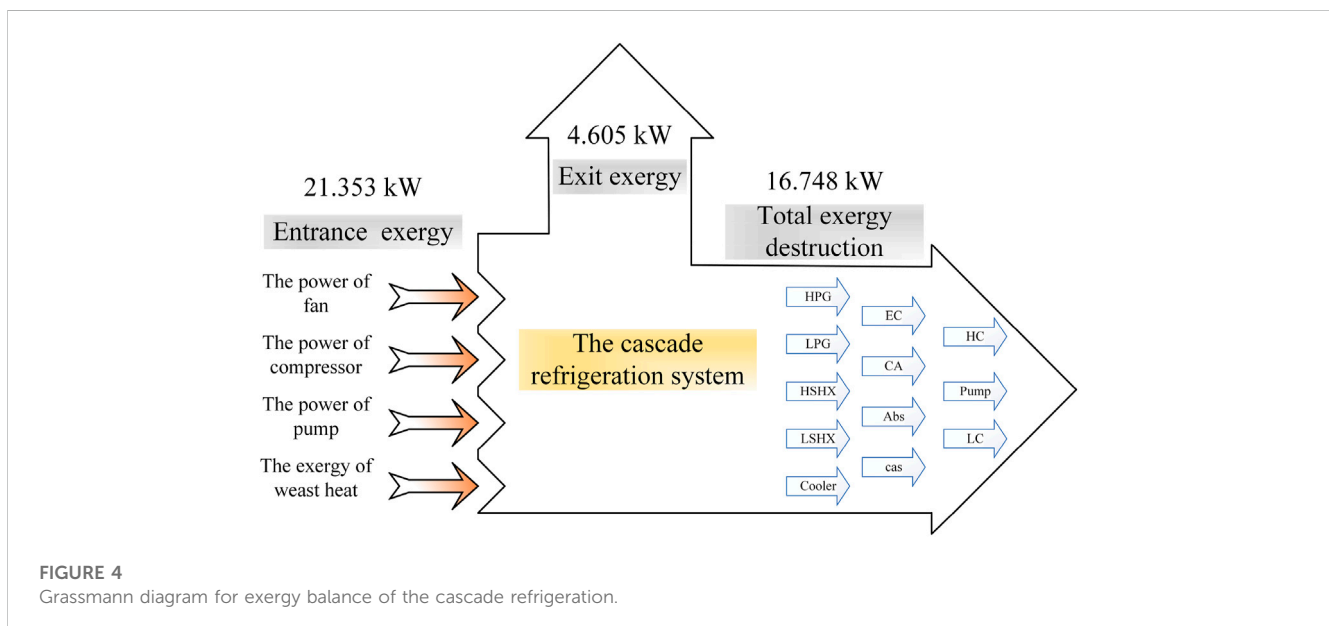 4.605 kW
Exit exergy
21.353 kW
Entrance exergy
16.748 kW
Total exergy
destruction
The power of
fan
The power of
compressor
The power of
pump
The exergy of
weast heat
The cascade
refrigeration system
HPG
LPG
HSHX
LSHX
Cooler
EC
CA
Abs
cas
HC
Pump
LC
FIGURE 4
Grassmann diagram for exergy balance of the cascade refrigeration.